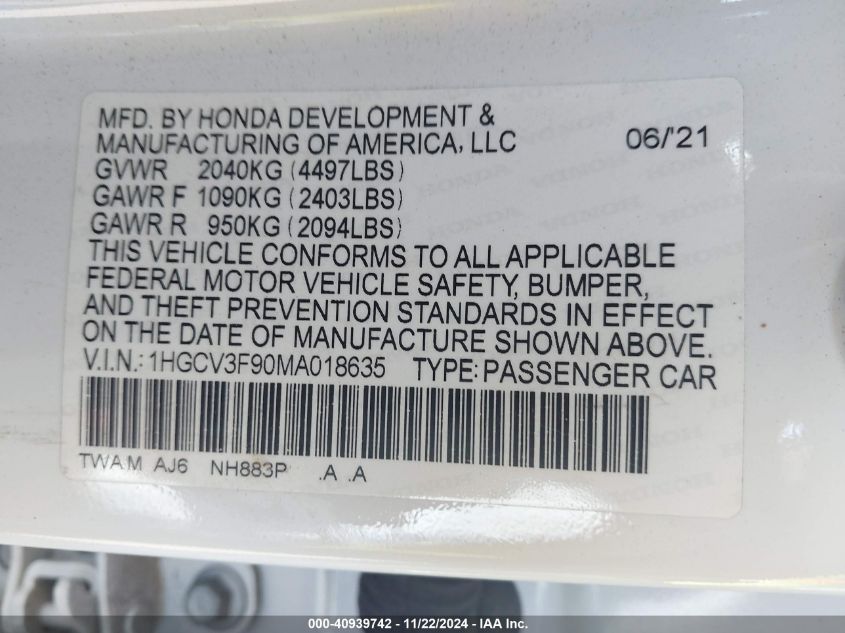 MFD. BY HONDA DEVELOPMENT &
MANUFACTURING OF AMERICA, LLC 06/'21
GVWR 2040KG (4497LBS)
GAWR F 1090KG (2403LBS)
GAWR R 950KG (2094LBS)
THIS VEHICLE CONFORMS TO ALL APPLICABLE
FEDERAL MOTOR VEHICLE SAFETY, BUMPER,
AND THEFT PREVENTION STANDARDS IN EFFECT
ON THE DATE OF MANUFACTURE SHOWN ABOVE.
V.I.N.: 1HGCV3F90MA018635 TYPE: PASSENGER CAR
TWAM AJ6 NH883P .A .A
000-40939742 - 11/22/2024 - IAA Inc.